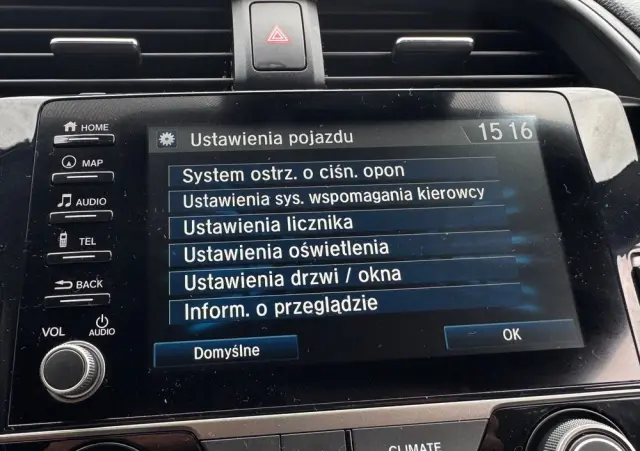 HOME
MAP
AUDIO
TEL
BACK
VOL
AUDIO
Ustawienia pojazdu
15 16
System ostrz. o ciśn. opon
Ustawienia sys. wspomagania kierowcy
Ustawienia licznika
Ustawienia oświetlenia
Ustawienia drzwi / okna
Inform. o przeglądzie
Domyślne
OK
CLIMATE